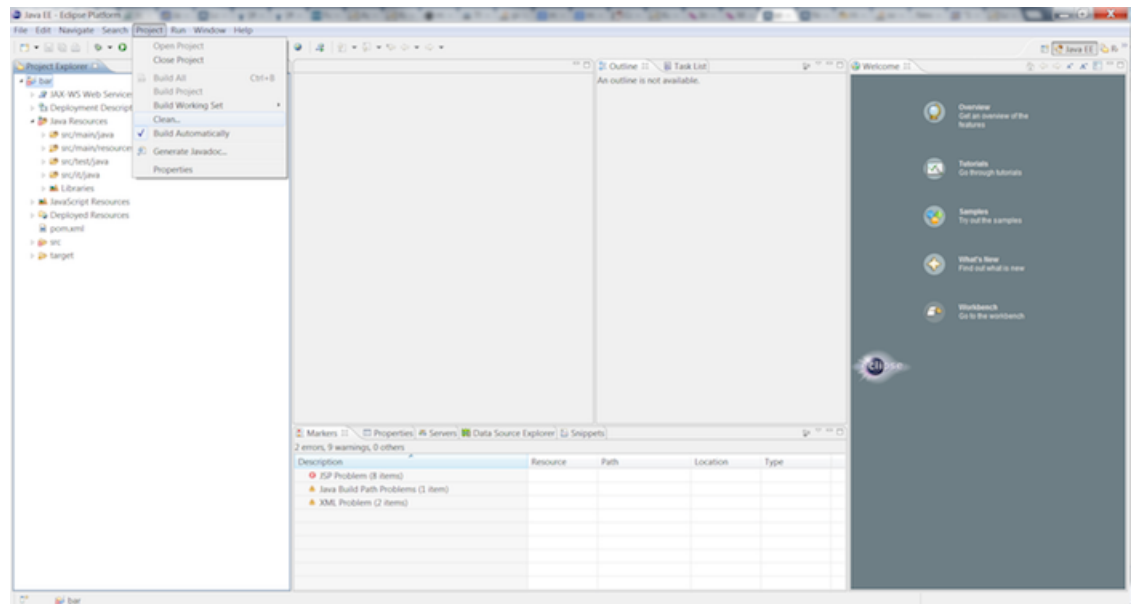 Java EE - Eclipse Platform
File Edit Navigate Search Project Run Window Help
Java EE
Open Project
Close Project
Build All Ctrl+B
Build Project
Build Working Set
Clean...
Build Automatically
Generate Javadoc...
Properties
Project Explorer
bar
JAX-WS Web Services
Deployment Descript
Java Resources
src/main/java
src/main/resources
src/test/java
src/it/java
Libraries
JavaScript Resources
Deployed Resources
pom.xml
src
target
Outline Task List
An outline is not available.
Welcome
Overview
Get an overview of the
features
Tutorials
Go through tutorials
Samples
Try out the samples
What's New
Find out what is new
Workbench
Go to the workbench
eclipse
Markers Properties Servers Data Source Explorer Snippets
2 errors, 9 warnings, 0 others
Description Resource Path Location Type
JSP Problem (8 items)
Java Build Path Problems (1 item)
XML Problem (2 items)
bar